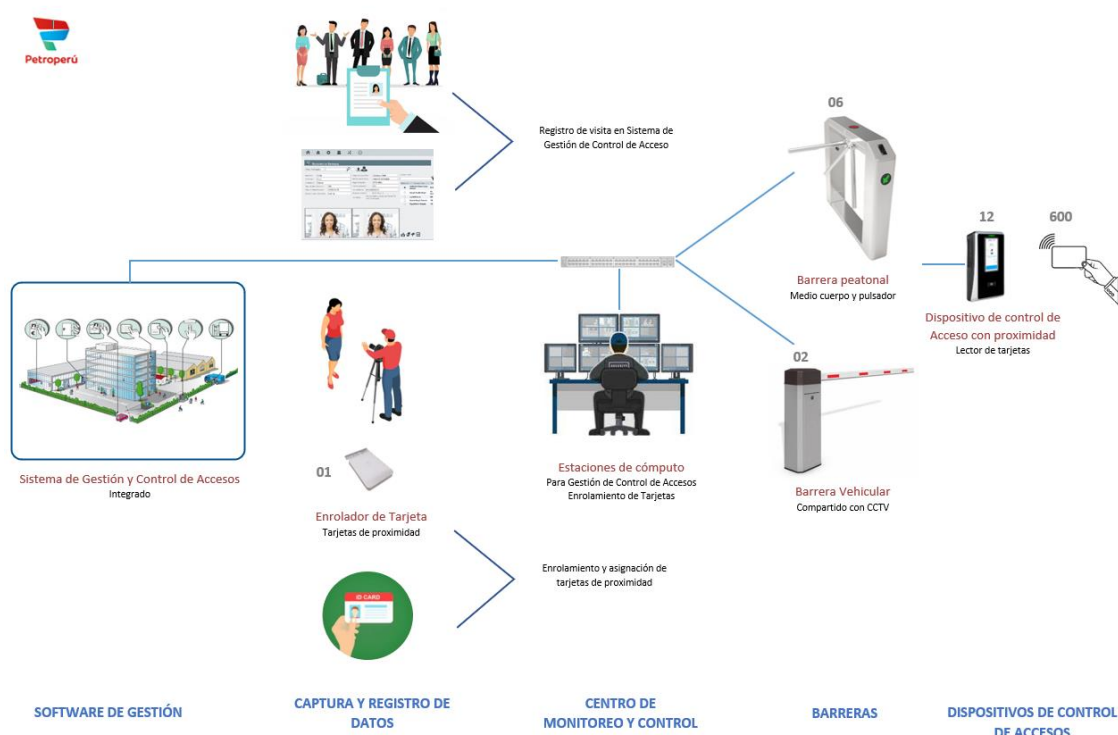 Petroperú
Registro de visita en Sistema de
Gestión de Control de Acceso
06
12
600
Barrera peatonal
Medio cuerpo y pulsador
Dispositivo de control de
Acceso con proximidad
Lector de tarjetas
02
Sistema de Gestión y Control de Accesos
Integrado
01
Enrolador de Tarjeta
Tarjetas de proximidad
Estaciones de cómputo
Para Gestión de Control de Accesos
Enrolamiento de Tarjetas
Barrera Vehicular
Compartido con CCTV
Enrolamiento y asignación de
tarjetas de proximidad
ID CARD
SOFTWARE DE GESTIÓN
CAPTURA Y REGISTRO DE
DATOS
CENTRO DE
MONITOREO Y CONTROL
BARRERAS
DISPOSITIVOS DE CONTROL
DE ACCESOS